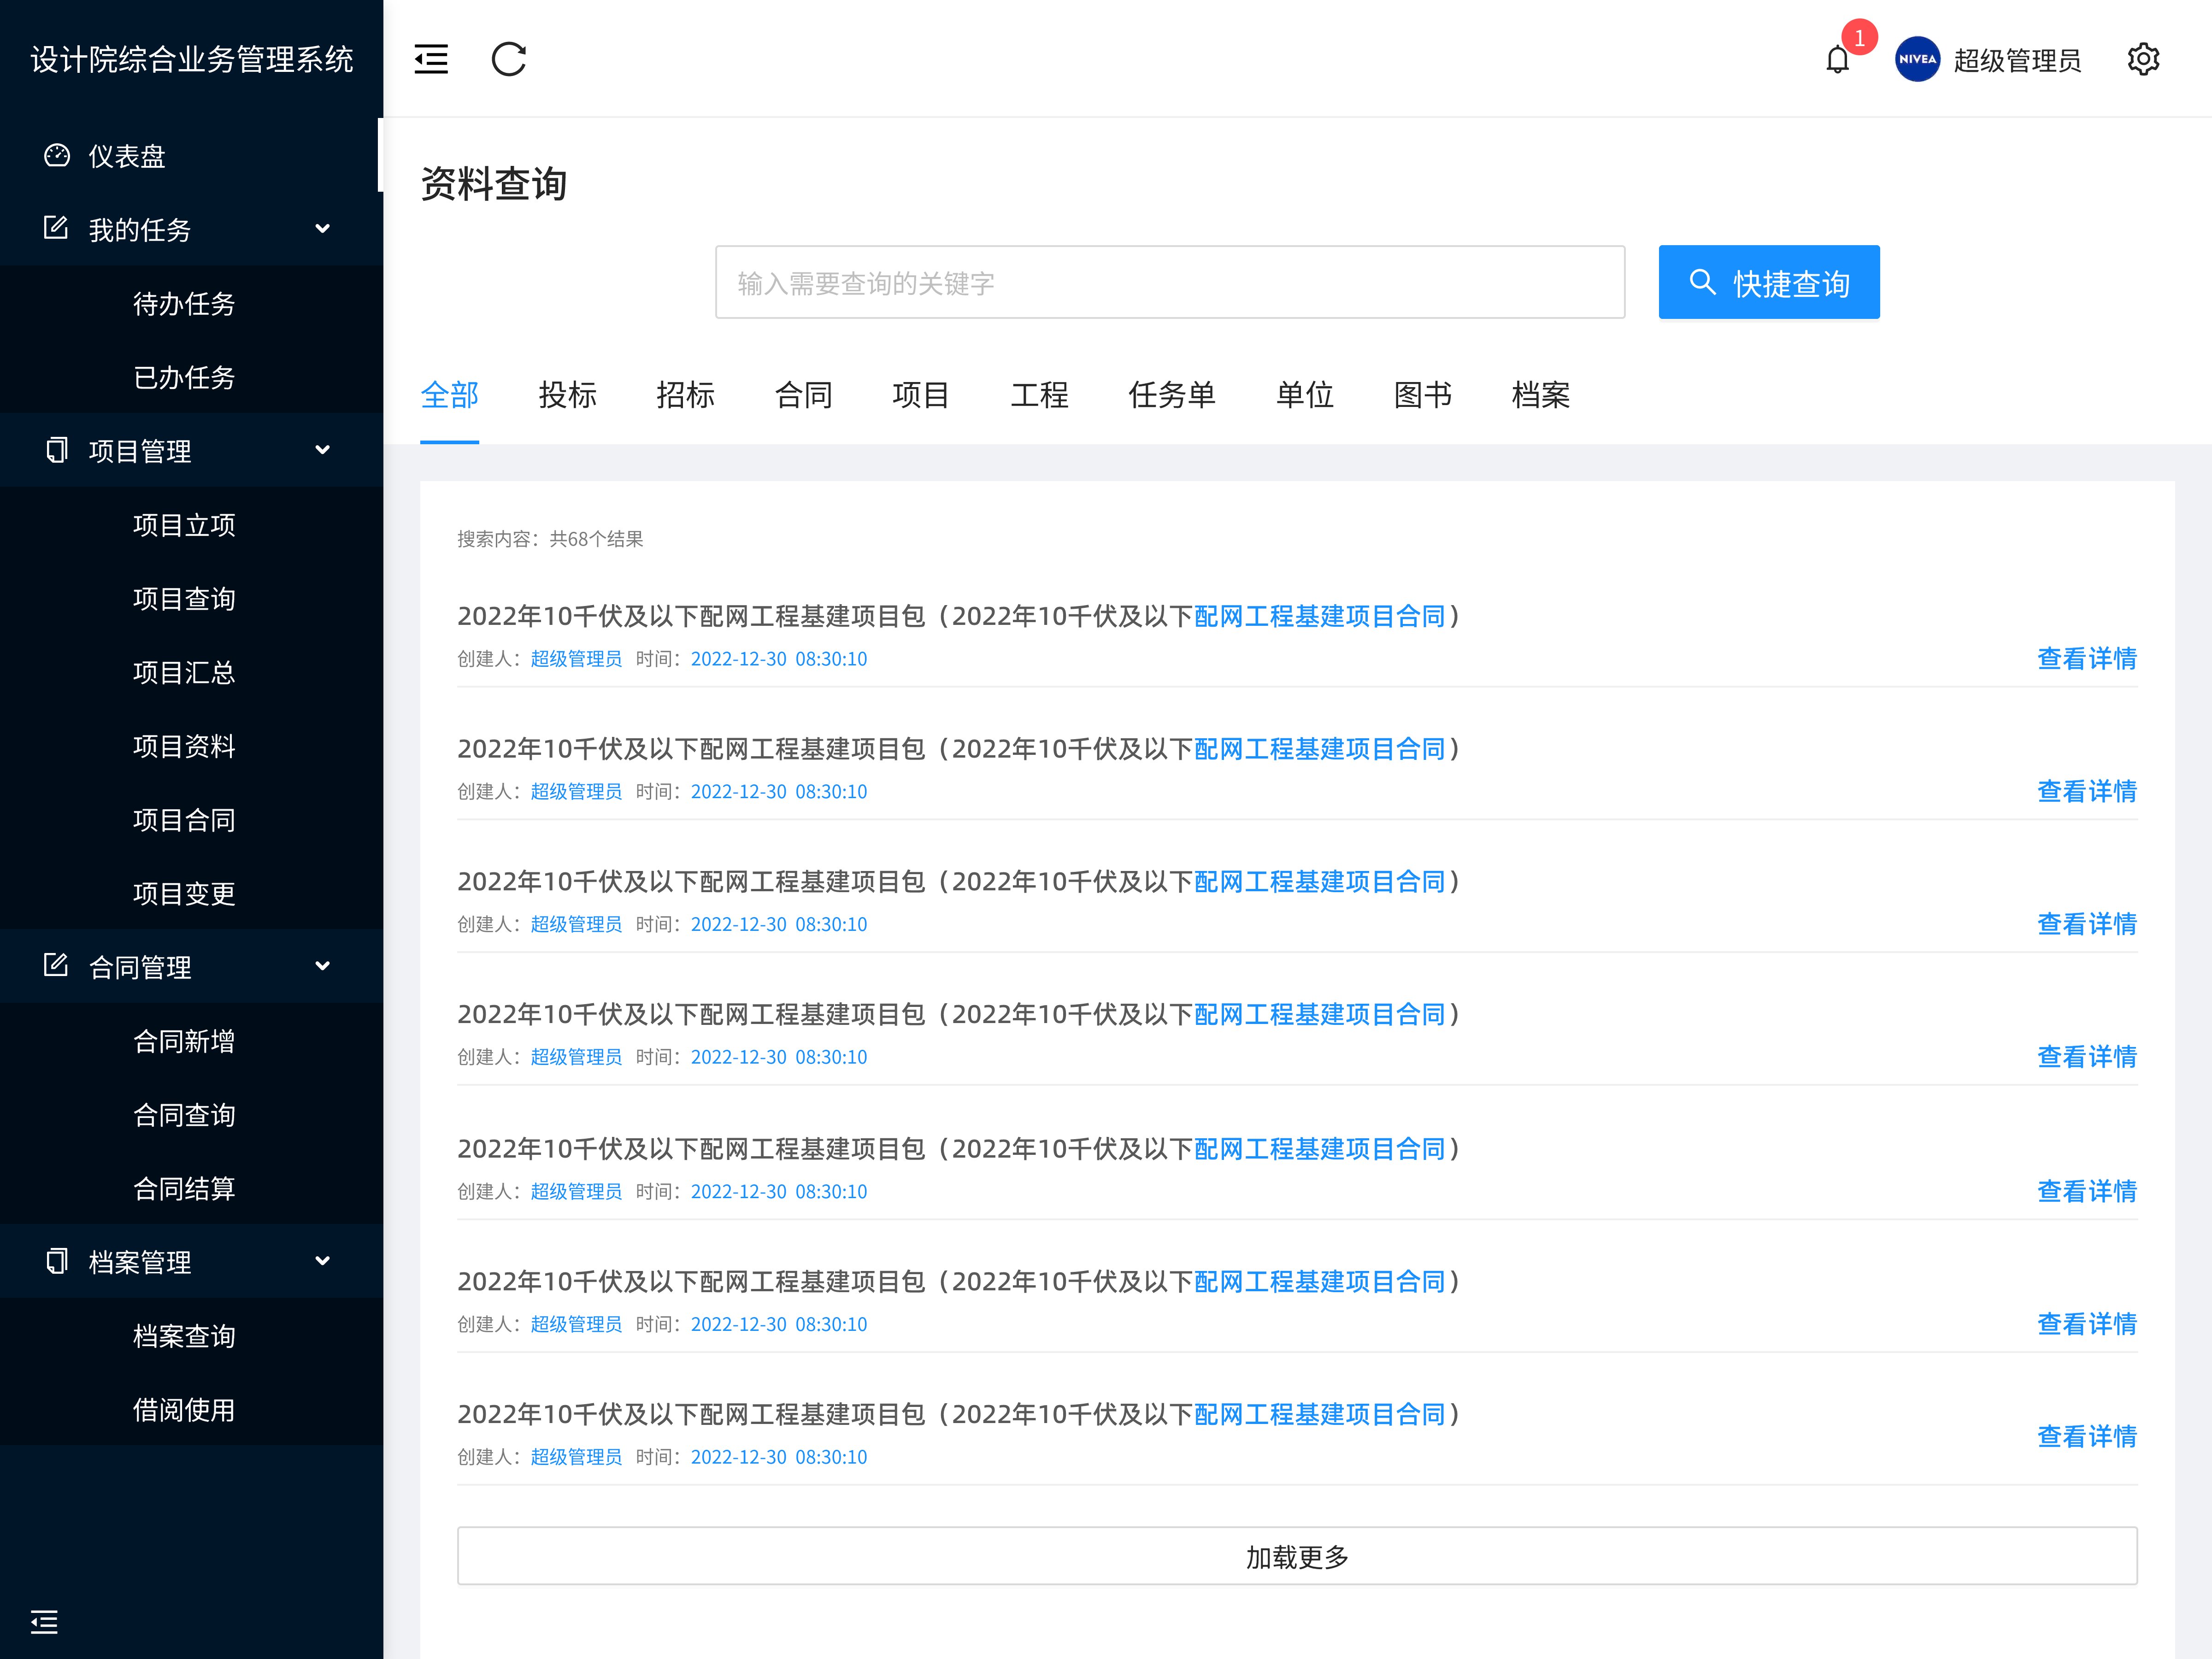 设计院综合业务管理系统
1
NIVEA
超级管理员
仪表盘
我的任务
待办任务
已办任务
项目管理
项目立项
项目查询
项目汇总
项目资料
项目合同
项目变更
合同管理
合同新增
合同查询
合同结算
档案管理
档案查询
借阅使用
资料查询
输入需要查询的关键字
快捷查询
全部 投标 招标 合同 项目 工程 任务单 单位 图书 档案
搜索内容：共68个结果
2022年10千伏及以下配网工程基建项目包（2022年10千伏及以下配网工程基建项目合同）
创建人：超级管理员 时间：2022-12-30 08:30:10
查看详情
2022年10千伏及以下配网工程基建项目包（2022年10千伏及以下配网工程基建项目合同）
创建人：超级管理员 时间：2022-12-30 08:30:10
查看详情
2022年10千伏及以下配网工程基建项目包（2022年10千伏及以下配网工程基建项目合同）
创建人：超级管理员 时间：2022-12-30 08:30:10
查看详情
2022年10千伏及以下配网工程基建项目包（2022年10千伏及以下配网工程基建项目合同）
创建人：超级管理员 时间：2022-12-30 08:30:10
查看详情
2022年10千伏及以下配网工程基建项目包（2022年10千伏及以下配网工程基建项目合同）
创建人：超级管理员 时间：2022-12-30 08:30:10
查看详情
2022年10千伏及以下配网工程基建项目包（2022年10千伏及以下配网工程基建项目合同）
创建人：超级管理员 时间：2022-12-30 08:30:10
查看详情
2022年10千伏及以下配网工程基建项目包（2022年10千伏及以下配网工程基建项目合同）
创建人：超级管理员 时间：2022-12-30 08:30:10
查看详情
加载更多